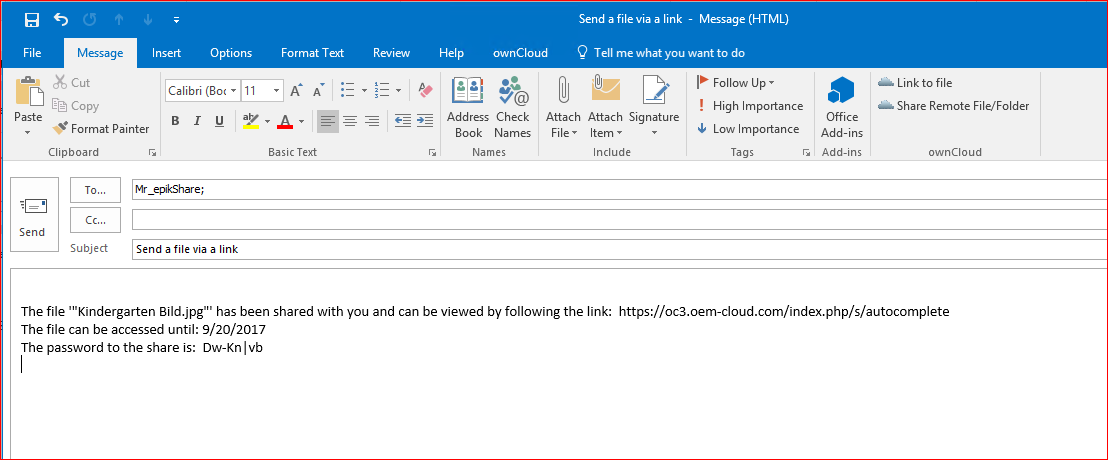 Send a file via a link - Message (HTML)
File Message Insert Options Format Text Review Help ownCloud Tell me what you want to do
Paste
Cut
Copy
Format Painter
Clipboard
Calibri (Boc 11
B I U
Basic Text
Address Book
Check Names
Names
Attach File
Attach Item
Signature
Include
Follow Up
High Importance
Low Importance
Tags
Office Add-ins
Add-ins
Link to file
Share Remote File/Folder
ownCloud
Send
To... Mr_epikShare;
Cc...
Subject Send a file via a link
The file '"Kindergarten Bild.jpg"' has been shared with you and can be viewed by following the link: https://oc3.oem-cloud.com/index.php/s/autocomplete
The file can be accessed until: 9/20/2017
The password to the share is: Dw-Kn|vb